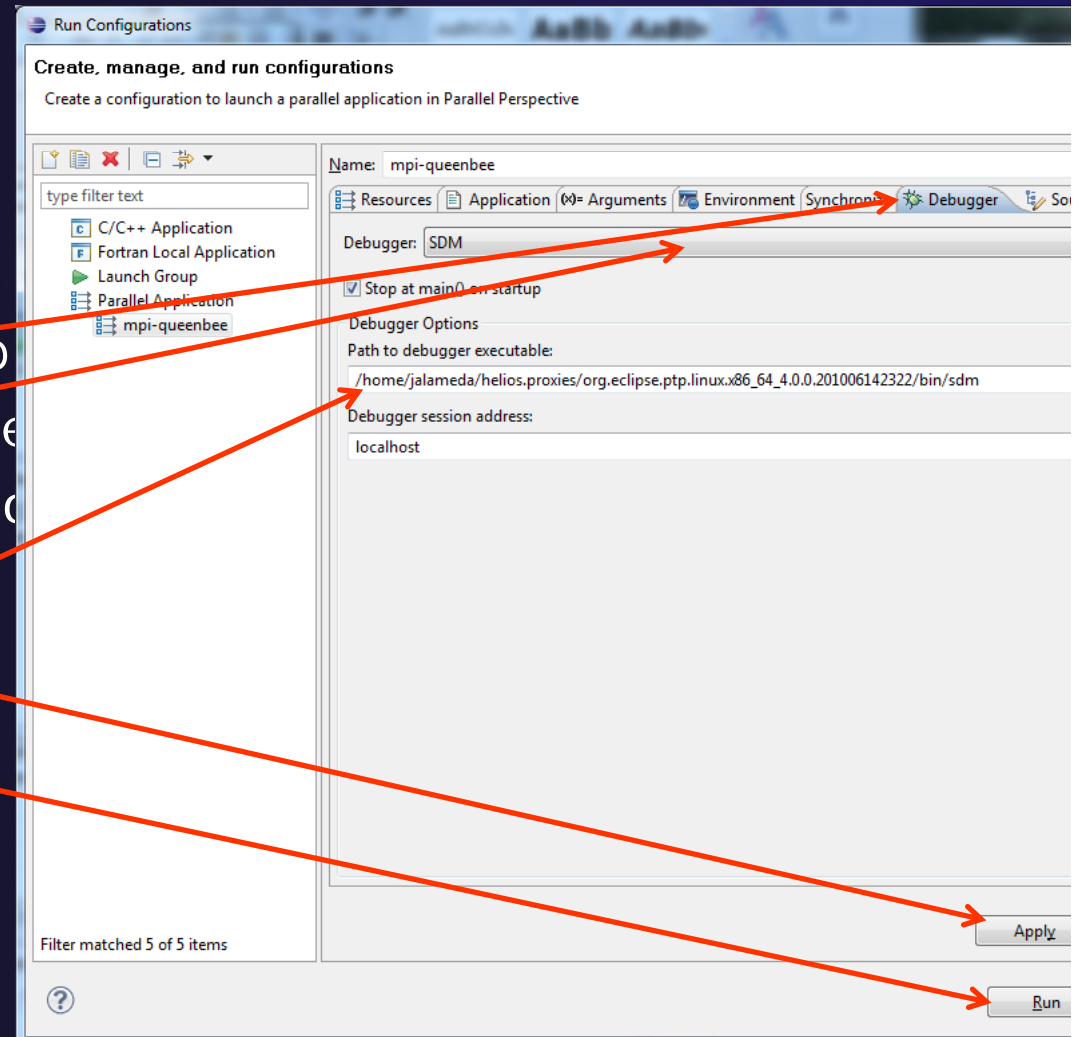 Run Configurations
Create, manage, and run configurations
Create a configuration to launch a parallel application in Parallel Perspective
type filter text
C/C++ Application
Fortran Local Application
Launch Group
Parallel Application
mpi-queenbee
Filter matched 5 of 5 items
Name: mpi-queenbee
Resources Application (x)= Arguments Environment Debugger
Debugger: SDM
Stop at main() on startup
Debugger Options
Path to debugger executable:
/home/jalameda/helios.proxies/org.eclipse.ptp.linux.x86_64_4.0.0.201006142322/bin/sdm
Debugger session address:
localhost
Apply
Run